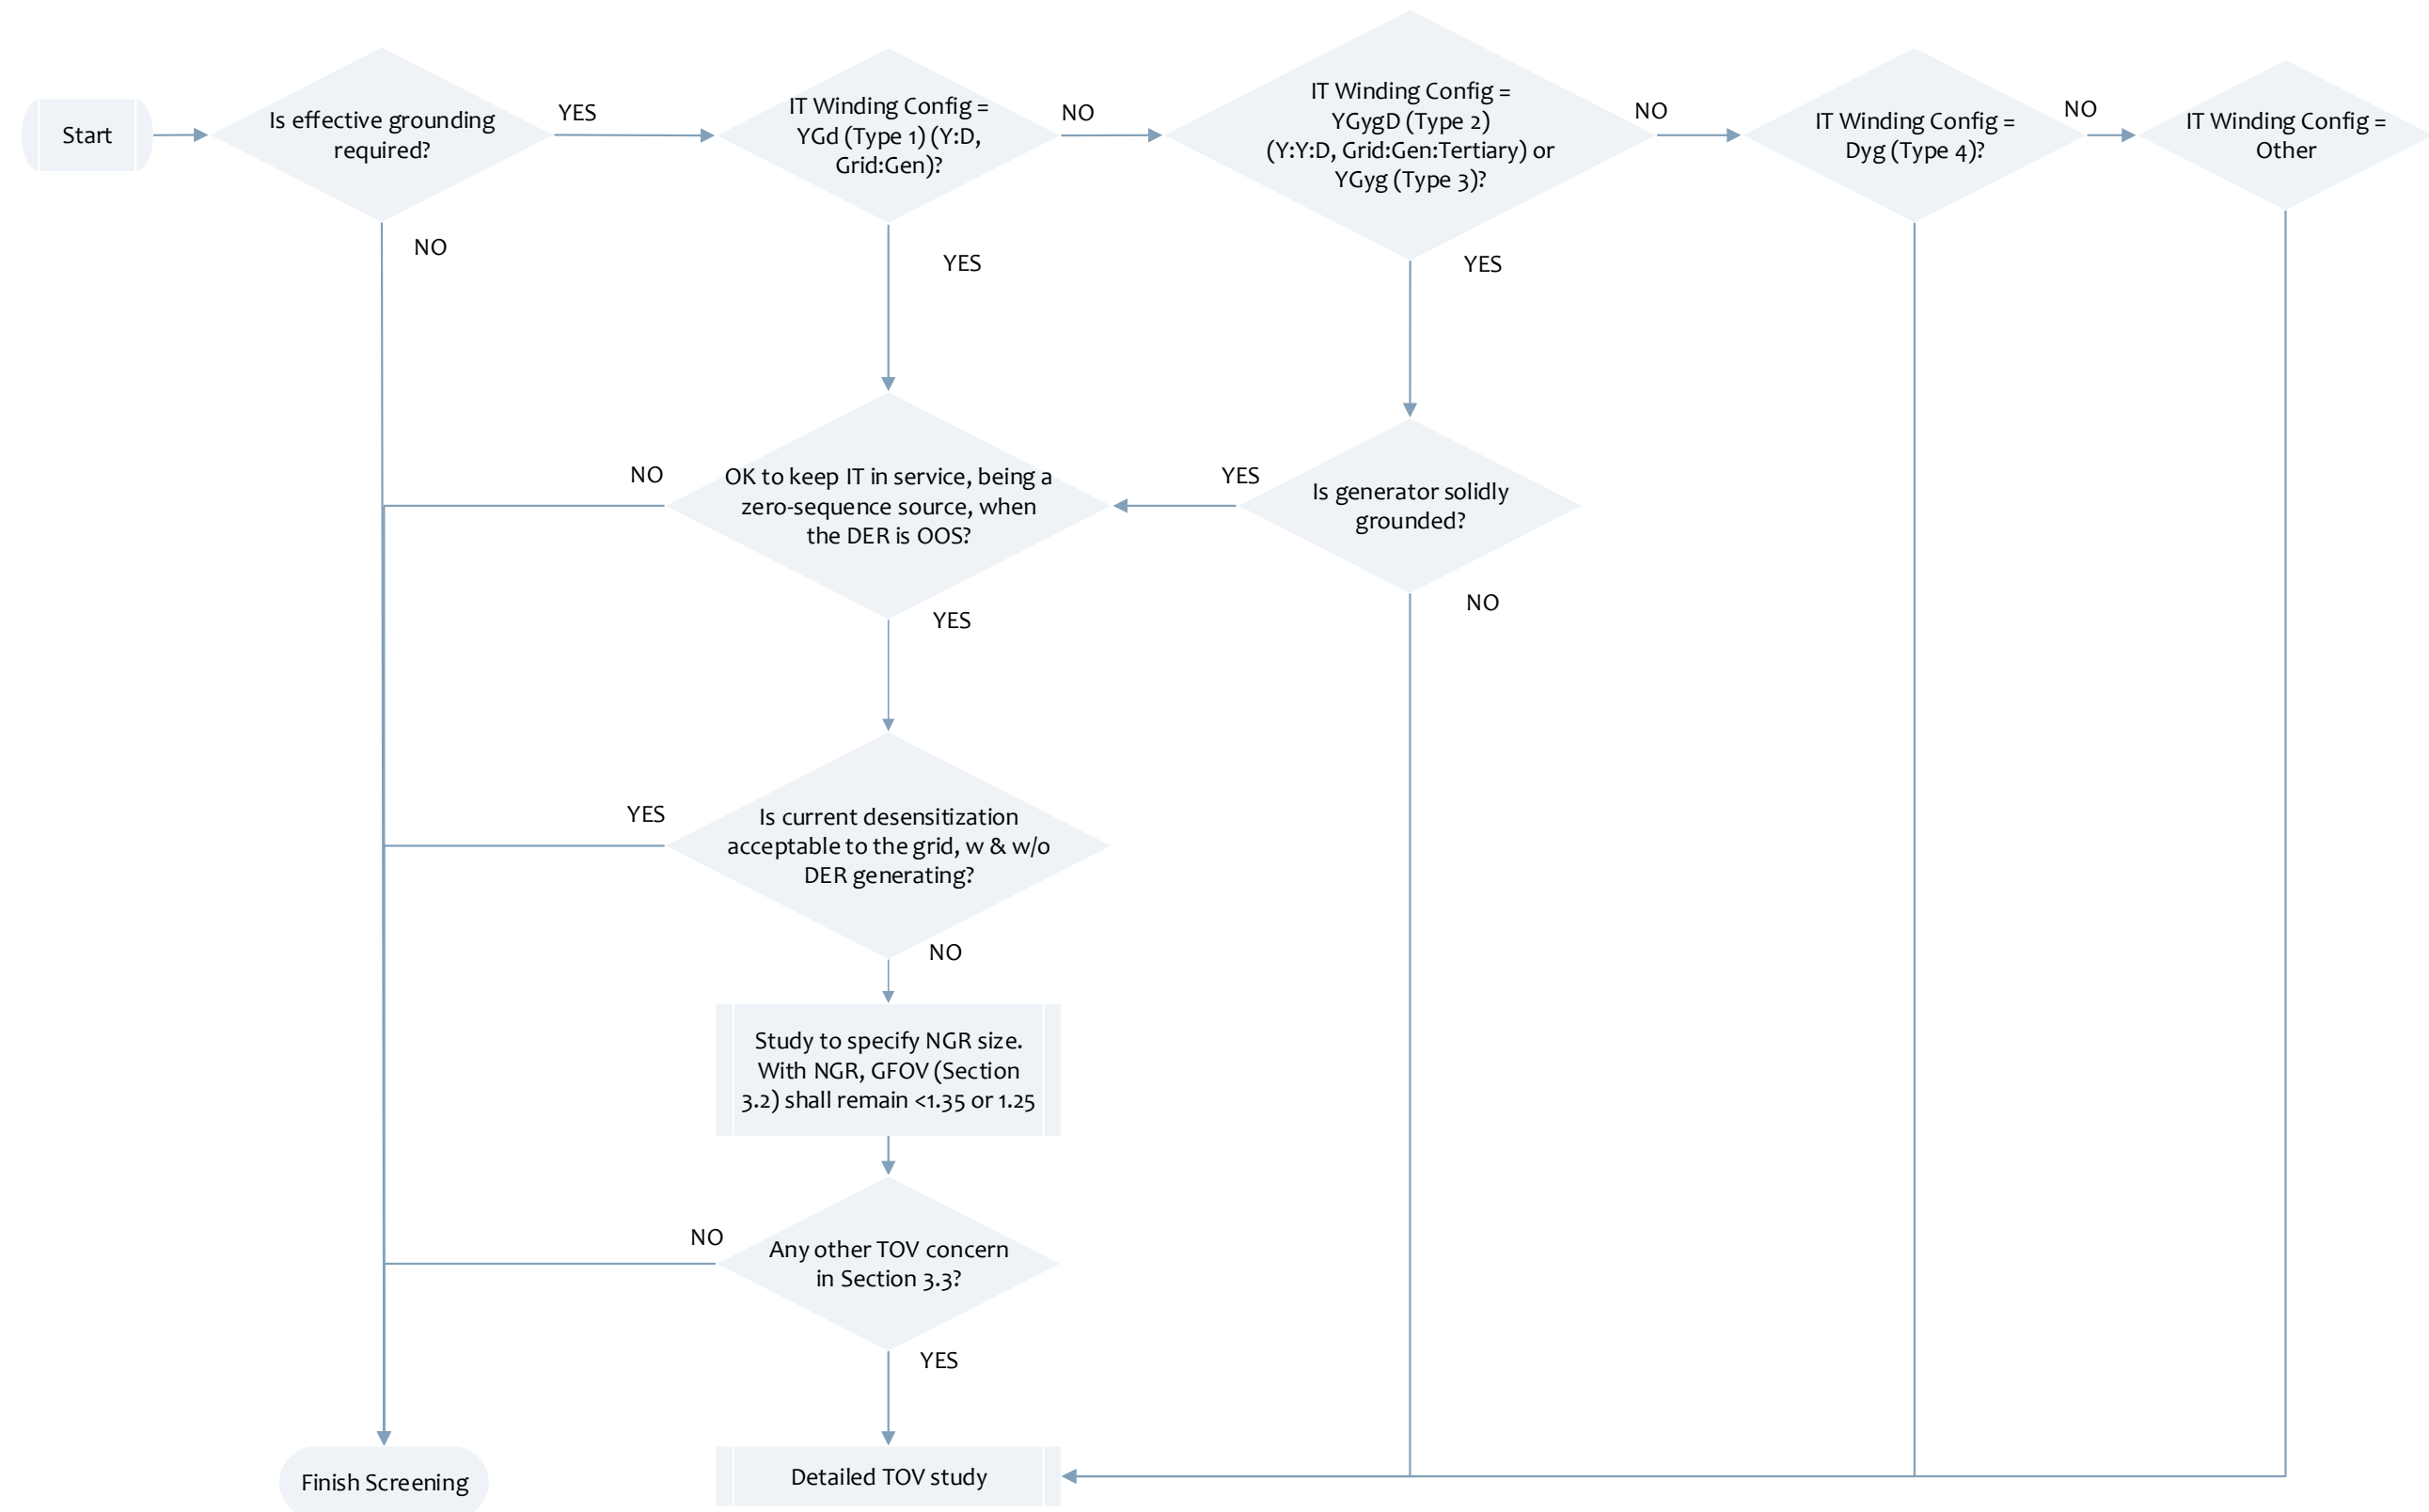 Start
Is effective grounding
required?
YES
NO
IT Winding Config =
YGd (Type 1) (Y:D,
Grid:Gen)?
NO
YES
IT Winding Config =
YGygD (Type 2)
(Y:Y:D, Grid:Gen:Tertiary) or
YGyg (Type 3)?
NO
YES
IT Winding Config =
Dyg (Type 4)?
NO
IT Winding Config =
Other
OK to keep IT in service, being a
zero-sequence source, when
the DER is OOS?
NO
YES
Is generator solidly
grounded?
YES
NO
Is current desensitization
acceptable to the grid, w & w/o
DER generating?
YES
NO
Study to specify NGR size.
With NGR, GFOV (Section
3.2) shall remain <1.35 or 1.25
Any other TOV concern
in Section 3.3?
NO
YES
Finish Screening
Detailed TOV study